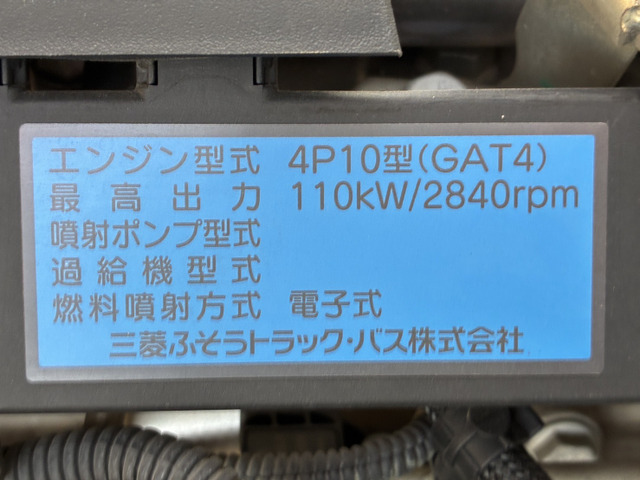 エンジン型式 4P10型(GAT4)
最高出力 110kW/2840rpm
噴射ポンプ型式
過給機型式
燃料噴射方式 電子式
三菱ふそうトラック・バス株式会社